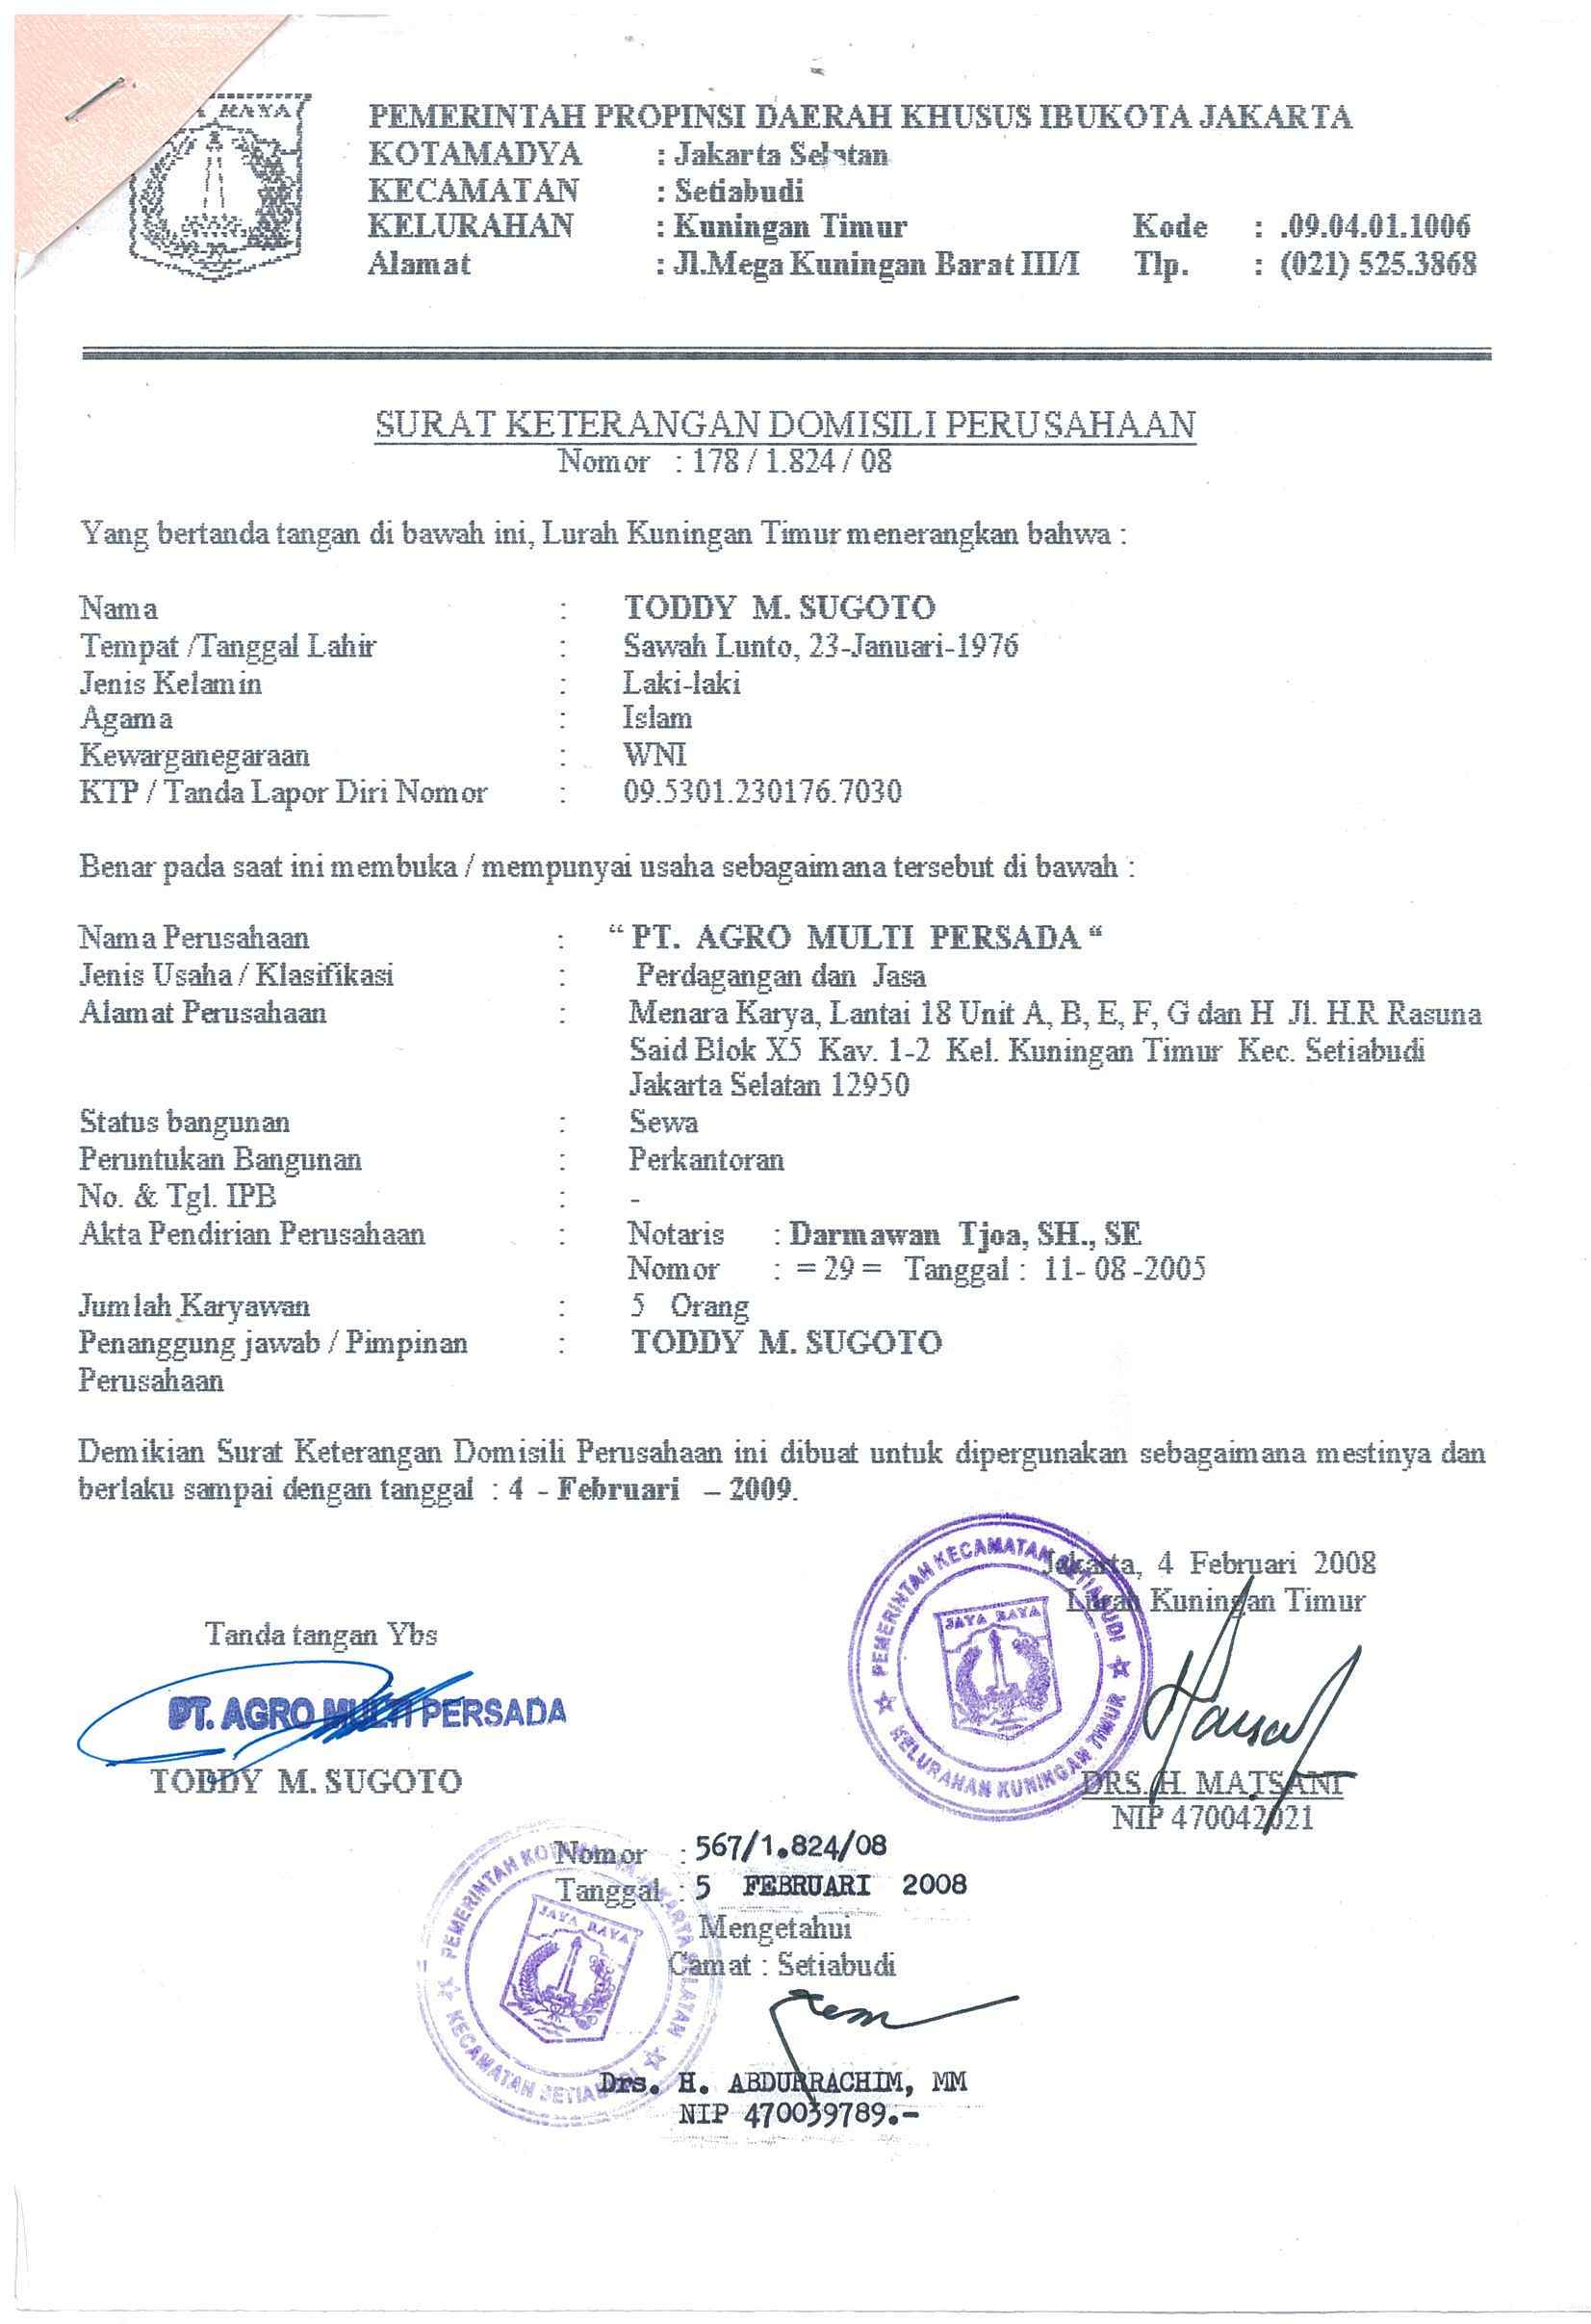 RAYA
PEMERINTAH PROPINSI DAERAH KHUSUS IBUKOTA JAKARTA
KOTAMADYA : Jakarta Selatan
KECAMATAN : Setiabudi
KELURAHAN : Kuningan Timur Kode : .09.04.01.1006
Alamat : Jl.Mega Kuningan Barat III/I Tlp. : (021) 525.3868
SURAT KETERANGAN DOMISILI PERUSAHAAN
Nomor : 178 / 1.824 / 08
Yang bertanda tangan di bawah ini, Lurah Kuningan Timur menerangkan bahwa :
Nama : TODDY M. SUGOTO
Tempat /Tanggal Lahir : Sawah Lunto, 23-Januari-1976
Jenis Kelamin : Laki-laki
Agama : Islam
Kewarganegaraan : WNI
KTP / Tanda Lapor Diri Nomor : 09.5301.230176.7030
Benar pada saat ini membuka / mempunyai usaha sebagaimana tersebut di bawah :
Nama Perusahaan : “ PT. AGRO MULTI PERSADA “
Jenis Usaha / Klasifikasi : Perdagangan dan Jasa
Alamat Perusahaan : Menara Karya, Lantai 18 Unit A, B, E, F, G dan H Jl. H.R Rasuna
Said Blok X5 Kav. 1-2 Kel. Kuningan Timur Kec. Setiabudi
Jakarta Selatan 12950
Status bangunan : Sewa
Peruntukan Bangunan : Perkantoran
No. & Tgl. IPB : -
Akta Pendirian Perusahaan : Notaris : Darmawan Tjoa, SH., SE
Nomor : = 29 = Tanggal : 11- 08 -2005
Jumlah Karyawan : 5 Orang
Penanggung jawab / Pimpinan : TODDY M. SUGOTO
Perusahaan
Demikian Surat Keterangan Domisili Perusahaan ini dibuat untuk dipergunakan sebagaimana mestinya dan
berlaku sampai dengan tanggal : 4 - Februari – 2009.
Jakarta, 4 Februari 2008
Lurah Kuningan Timur
PEMERINTAH KECAMATAN SETIABUDI
JAYA RAYA
KELURAHAN KUNINGAN TIMUR
Tanda tangan Ybs
PT. AGRO MULTI PERSADA
TODDY M. SUGOTO
DRS. H. MATSANI
NIP 470042021
Nomor : 567/1.824/08
Tanggal : 5 FEBRUARI 2008
Mengetahui
Camat : Setiabudi
PEMERINTAH KOTAMADYA JAKARTA SELATAN
JAYA RAYA
KECAMATAN SETIABUDI
Drs. H. ABDURRACHIM, MM
NIP 470039789.-